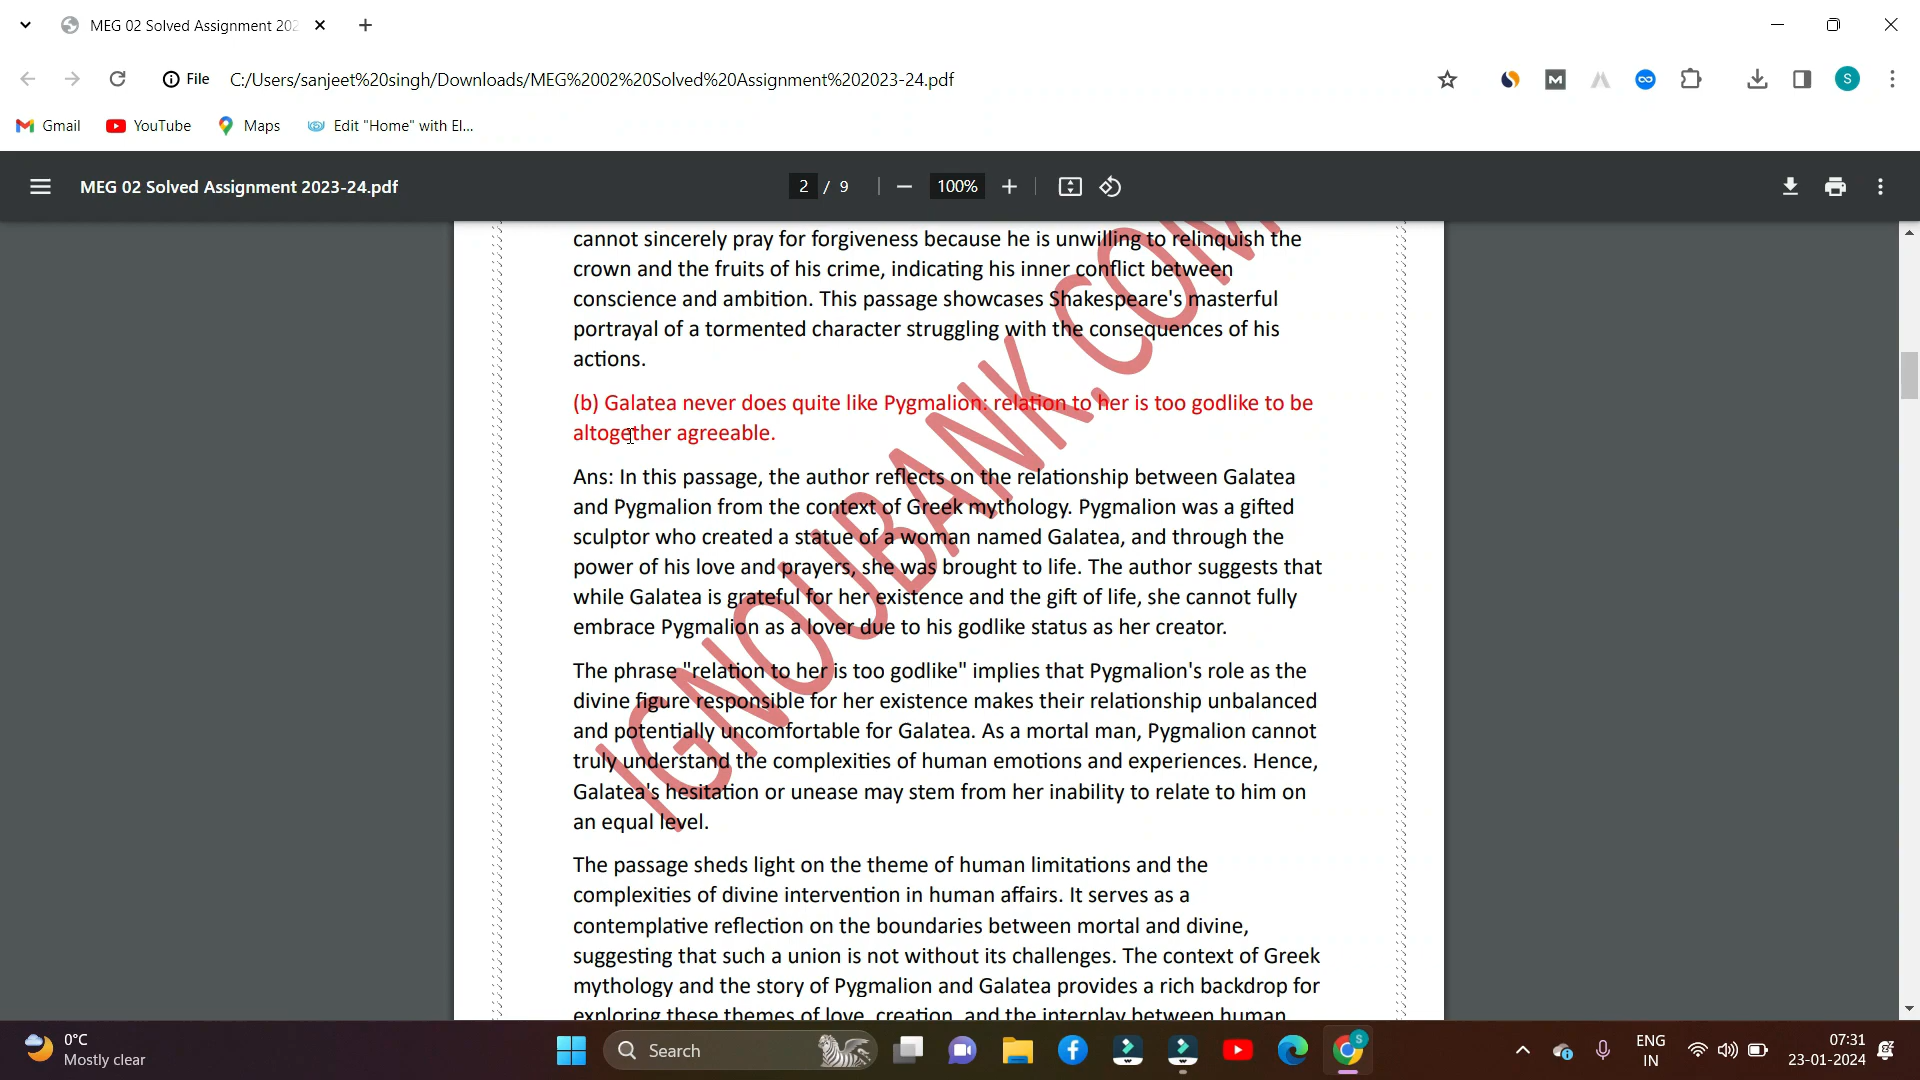 MEG 02 Solved Assignment 202
File C:/Users/sanjeet%20singh/Downloads/MEG%2002%20Solved%20Assignment%202023-24.pdf
S
Gmail YouTube Maps Edit "Home" with El...
MEG 02 Solved Assignment 2023-24.pdf 2 / 9 100%
cannot sincerely pray for forgiveness because he is unwilling to relinquish the
crown and the fruits of his crime, indicating his inner conflict between
conscience and ambition. This passage showcases Shakespeare's masterful
portrayal of a tormented character struggling with the consequences of his
actions.
(b) Galatea never does quite like Pygmalion: relation to her is too godlike to be
altogether agreeable.
Ans: In this passage, the author reflects on the relationship between Galatea
and Pygmalion from the context of Greek mythology. Pygmalion was a gifted
sculptor who created a statue of a woman named Galatea, and through the
power of his love and prayers, she was brought to life. The author suggests that
while Galatea is grateful for her existence and the gift of life, she cannot fully
embrace Pygmalion as a lover due to his godlike status as her creator.
The phrase "relation to her is too godlike" implies that Pygmalion's role as the
divine figure responsible for her existence makes their relationship unbalanced
and potentially uncomfortable for Galatea. As a mortal man, Pygmalion cannot
truly understand the complexities of human emotions and experiences. Hence,
Galatea's hesitation or unease may stem from her inability to relate to him on
an equal level.
The passage sheds light on the theme of human limitations and the
complexities of divine intervention in human affairs. It serves as a
contemplative reflection on the boundaries between mortal and divine,
suggesting that such a union is not without its challenges. The context of Greek
mythology and the story of Pygmalion and Galatea provides a rich backdrop for
exploring these themes of love, creation, and the interplay between human
IGNOUBANK.COM
0°C
Mostly clear
Search
ENG
IN
07:31
23-01-2024